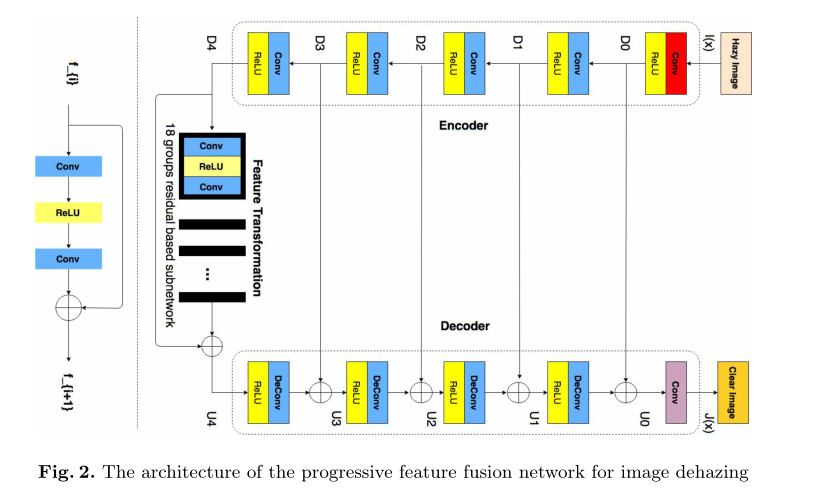 Hazy Image
I(x)
Conv
ReLU
D0
Conv
ReLU
D1
Conv
ReLU
D2
Conv
ReLU
D3
Conv
ReLU
D4
Encoder
Feature Transformation
Conv
ReLU
Conv
...
18 groups residual based subnetwork
Decoder
U4
DeConv
ReLU
U3
DeConv
ReLU
U2
DeConv
ReLU
U1
DeConv
ReLU
U0
Conv
J(x)
Clear Image
f_{i}
Conv
ReLU
Conv
f_{i+1}
Fig. 2. The architecture of the progressive feature fusion network for image dehazing